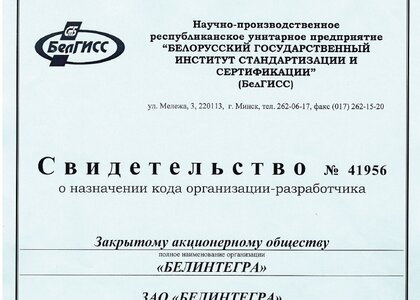 БелГИСС
Научно-производственное
республиканское унитарное предприятие
“БЕЛОРУССКИЙ ГОСУДАРСТВЕННЫЙ
ИНСТИТУТ СТАНДАРТИЗАЦИИ И
СЕРТИФИКАЦИИ”
(БелГИСС)
ул. Мележа, 3, 220113, г. Минск, тел. 262-06-17, факс (017) 262-15-20
Свидетельство № 41956
о назначении кода организации-разработчика
Закрытому акционерному обществу
полное наименование организации
«БЕЛИНТЕГРА»
ЗАО «БЕЛИНТЕГРА»